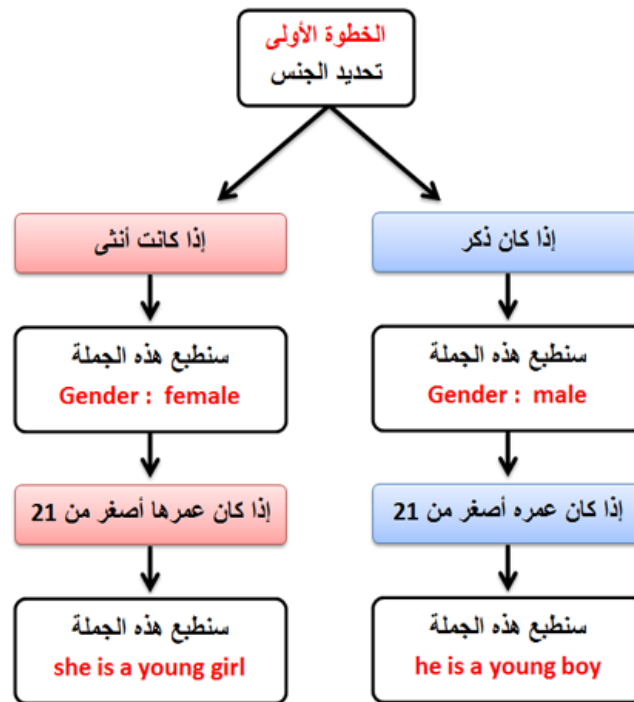 الخطوة الأولى
تحديد الجنس
إذا كان ذكر
إذا كانت أنثى
سنطبع هذه الجملة
Gender : male
سنطبع هذه الجملة
Gender : female
إذا كان عمره أصغر من 21
إذا كان عمرها أصغر من 21
سنطبع هذه الجملة
he is a young boy
سنطبع هذه الجملة
she is a young girl